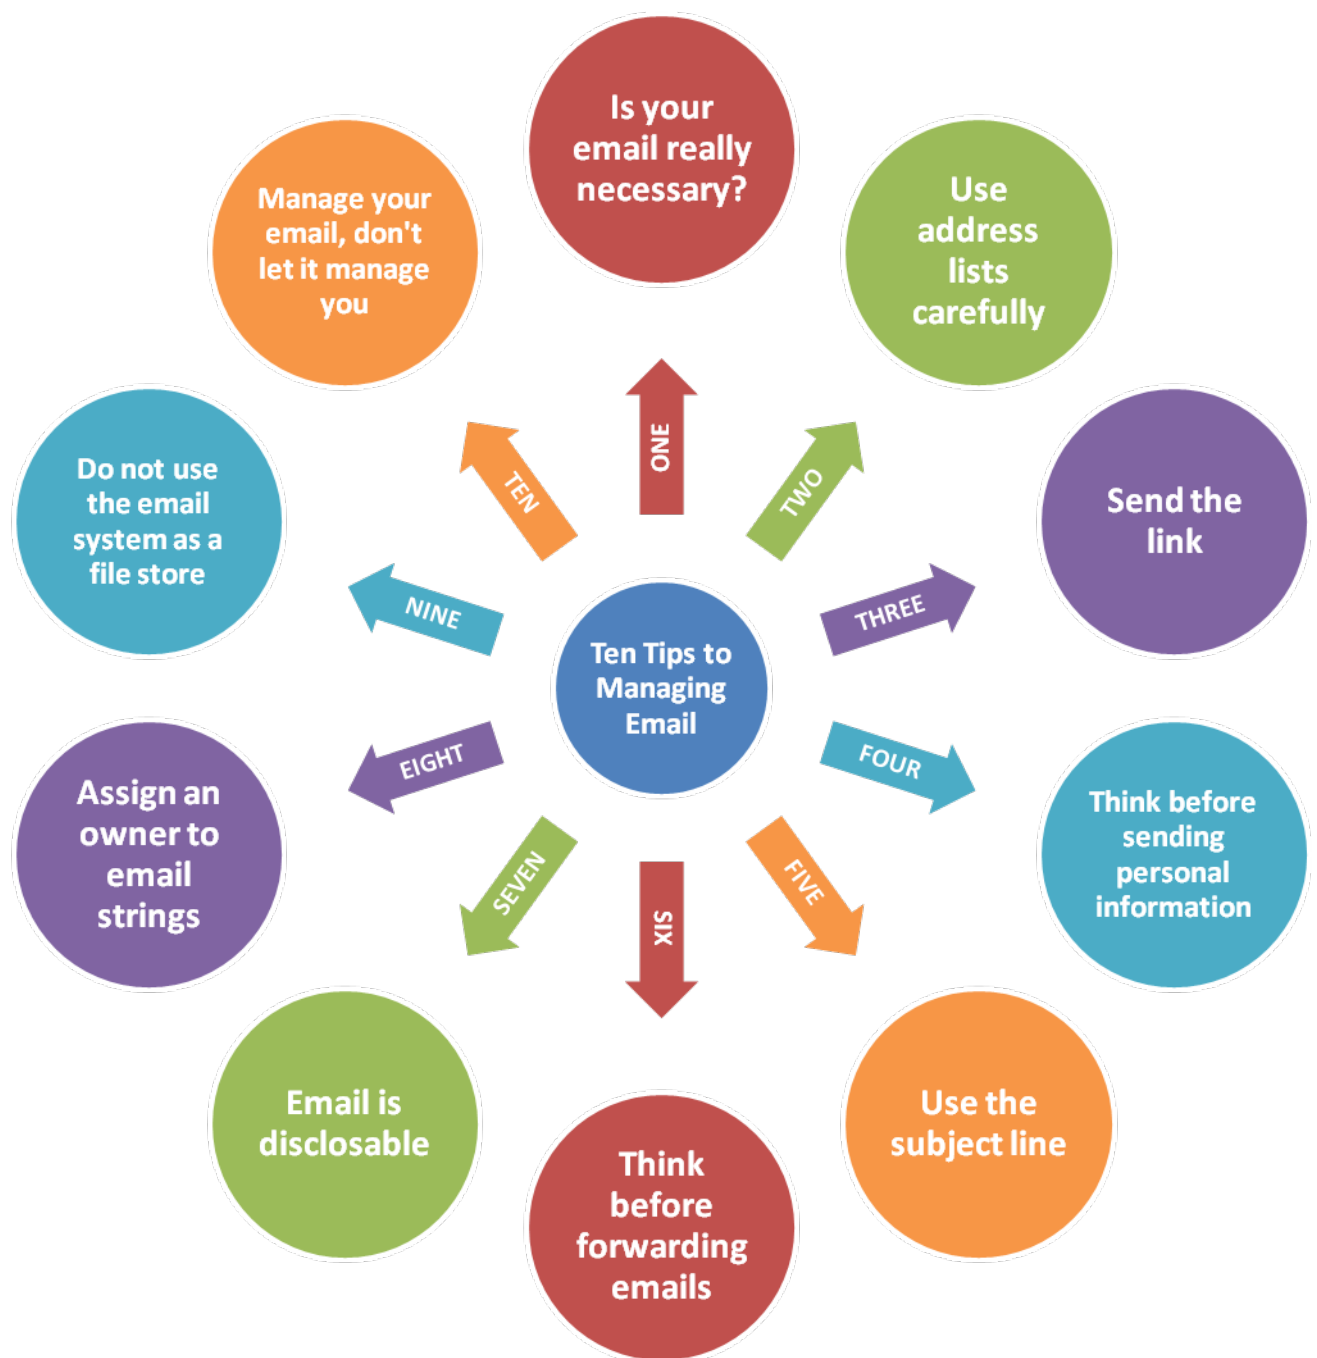 Ten Tips to
Managing
Email
ONE
Is your
email really
necessary?
TWO
Use
address
lists
carefully
THREE
Send the
link
FOUR
Think before
sending
personal
information
FIVE
Use the
subject line
SIX
Think
before
forwarding
emails
SEVEN
Email is
disclosable
EIGHT
Assign an
owner to
email
strings
NINE
Do not use
the email
system as a
file store
TEN
Manage your
email, don't
let it manage
you